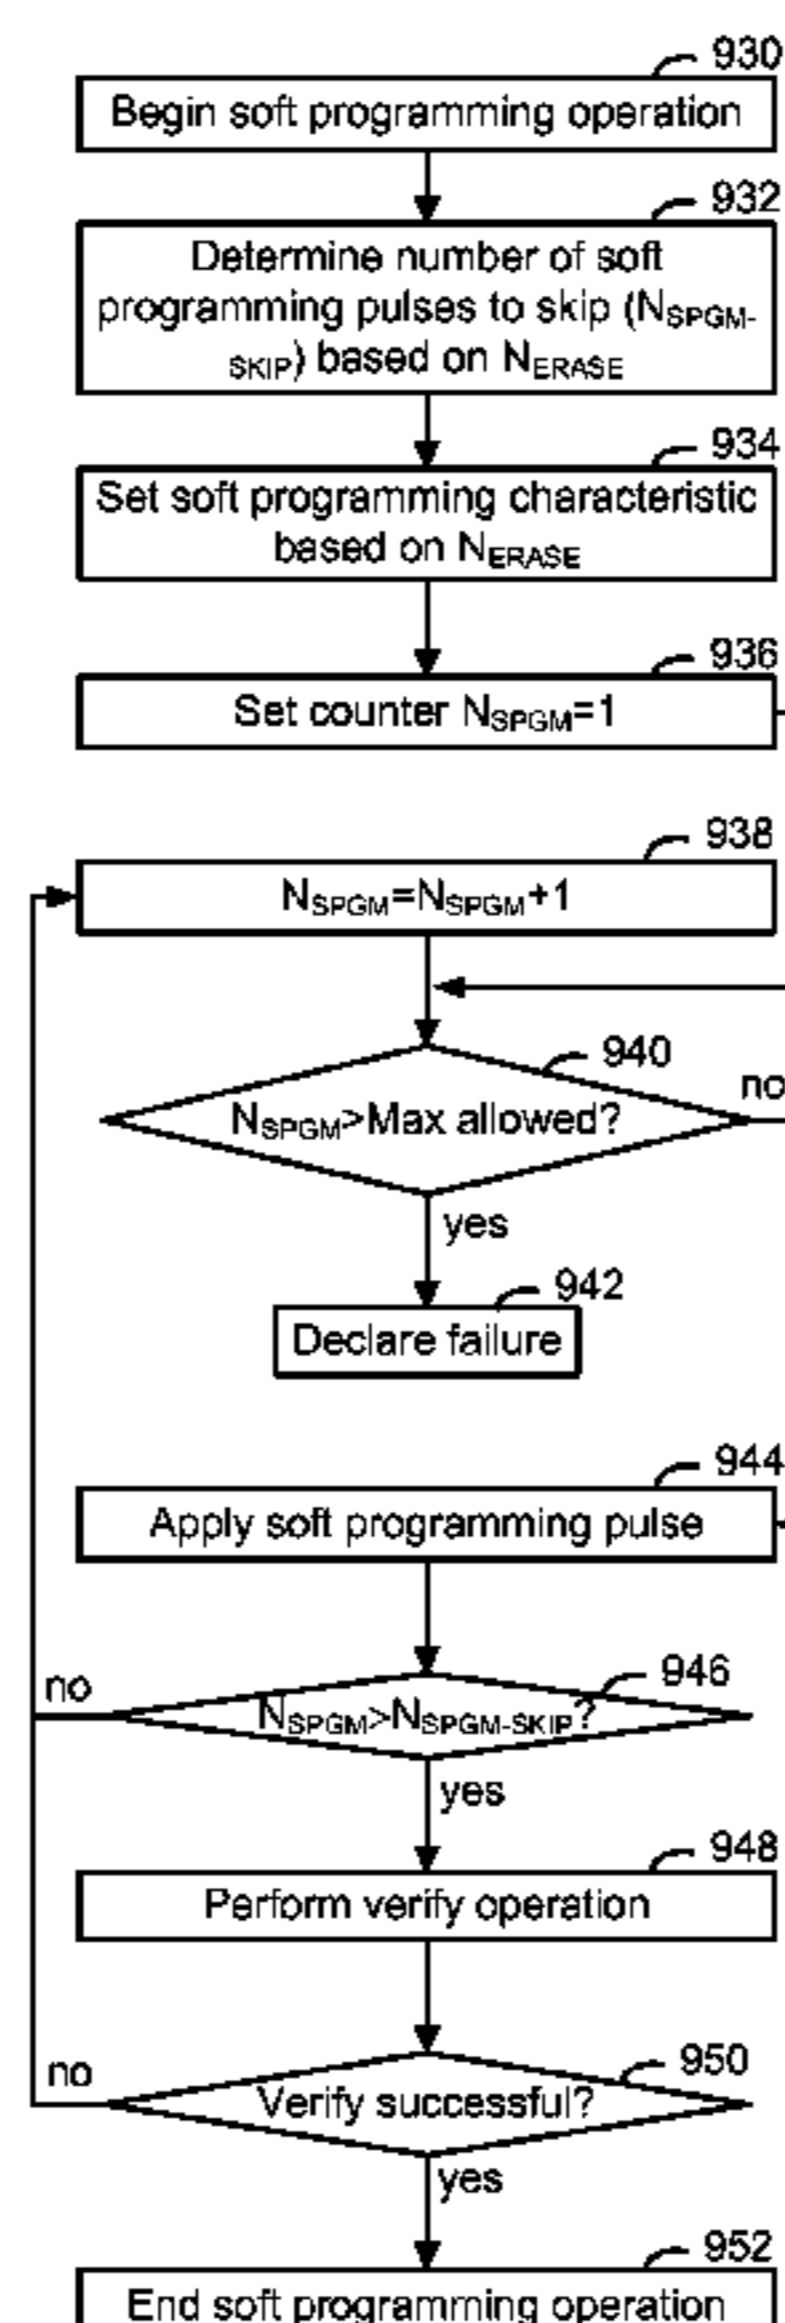 930
Begin soft programming operation
932
Determine number of soft
programming pulses to skip (NSPGM-
SKIP) based on NERASE
934
Set soft programming characteristic
based on NERASE
936
Set counter NSPGM=1
938
NSPGM=NSPGM+1
940
no
NSPGM>Max allowed?
yes
942
Declare failure
944
Apply soft programming pulse
946
no
NSPGM>NSPGM-SKIP?
yes
948
Perform verify operation
950
no
Verify successful?
yes
952
End soft programming operation